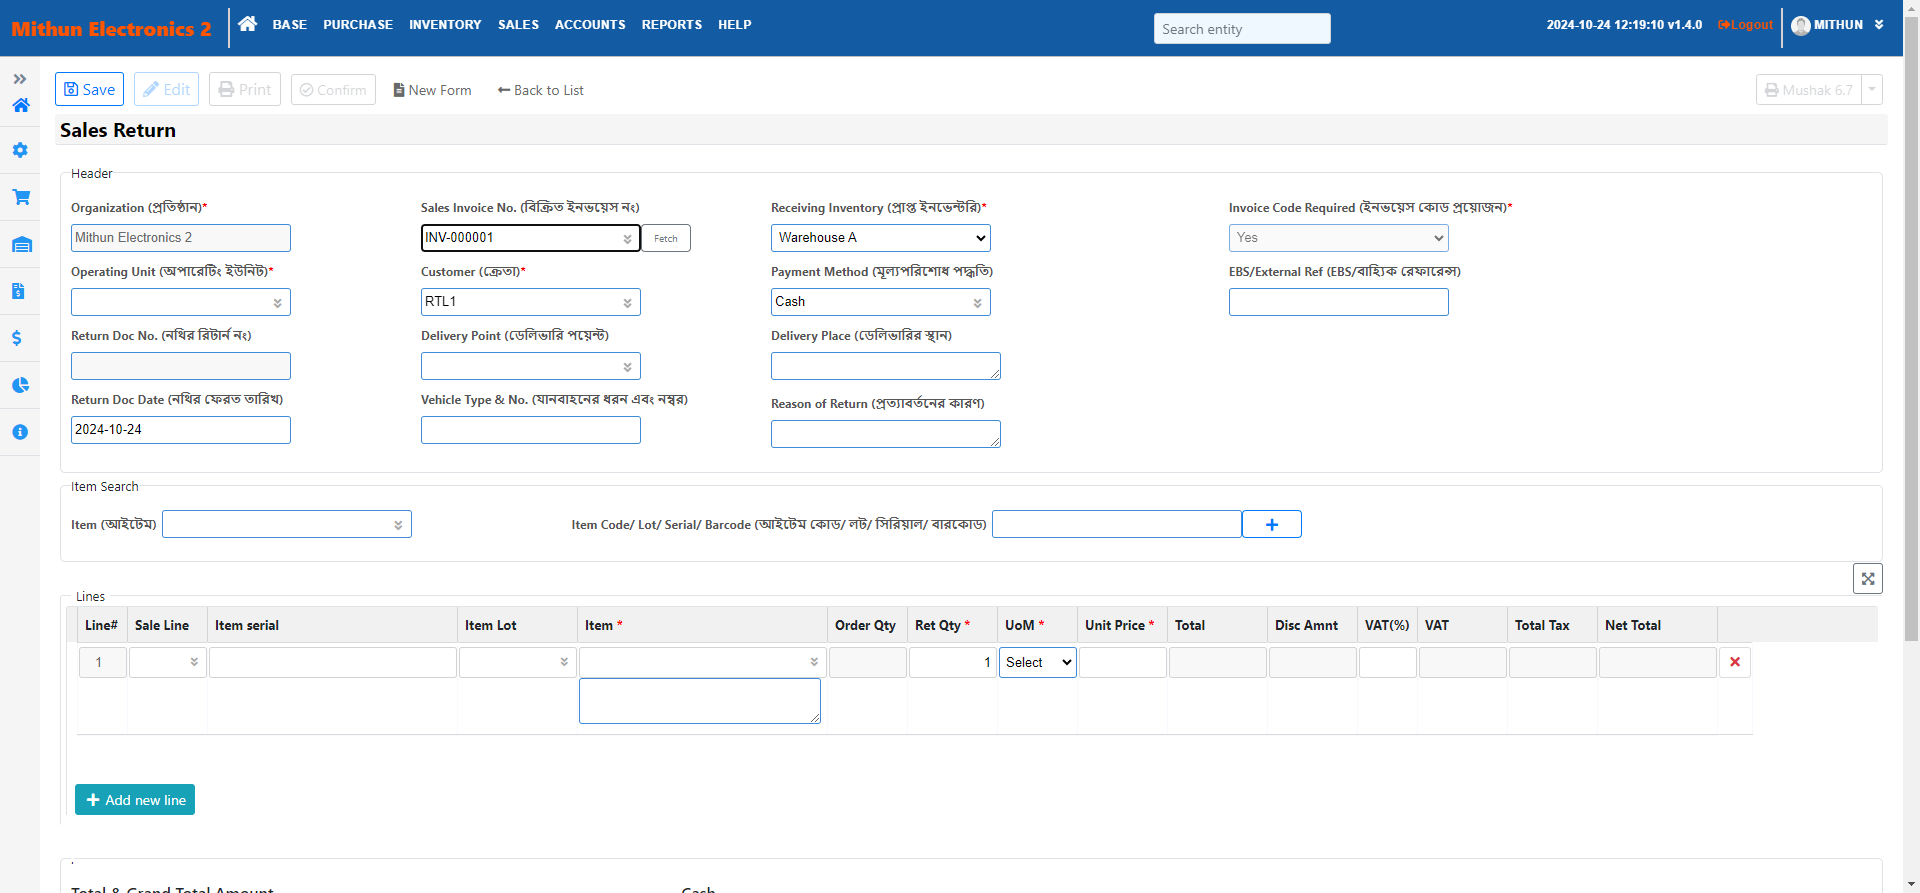 Mithun Electronics 2
BASE PURCHASE INVENTORY SALES ACCOUNTS REPORTS HELP
Search entity
2024-10-24 12:19:10 v1.4.0 Logout MITHUN
Save Edit Print Confirm New Form Back to List Mushak 6.7
Sales Return
Header
Organization (প্রতিষ্ঠান)* Sales Invoice No. (বিক্রিত ইনভয়েস নং) Receiving Inventory (প্রাপ্ত ইনভেন্টরি)* Invoice Code Required (ইনভয়েস কোড প্রয়োজন)*
Mithun Electronics 2 INV-000001 Fetch Warehouse A Yes
Operating Unit (অপারেটিং ইউনিট)* Customer (ক্রেতা)* Payment Method (মূল্যপরিশোধ পদ্ধতি) EBS/External Ref (EBS/বাহ্যিক রেফারেন্স)
RTL1 Cash
Return Doc No. (নথির রিটার্ন নং) Delivery Point (ডেলিভারি পয়েন্ট) Delivery Place (ডেলিভারির স্থান)
Return Doc Date (নথির ফেরত তারিখ) Vehicle Type & No. (যানবাহনের ধরন এবং নম্বর) Reason of Return (প্রত্যাবর্তনের কারণ)
2024-10-24
Item Search
Item (আইটেম) Item Code/ Lot/ Serial/ Barcode (আইটেম কোড/ লট/ সিরিয়াল/ বারকোড) +
Lines
Line# Sale Line Item serial Item Lot Item * Order Qty Ret Qty * UoM * Unit Price * Total Disc Amnt VAT(%) VAT Total Tax Net Total
1 1 Select
+ Add new line
Total & Grand Total Amount Cash